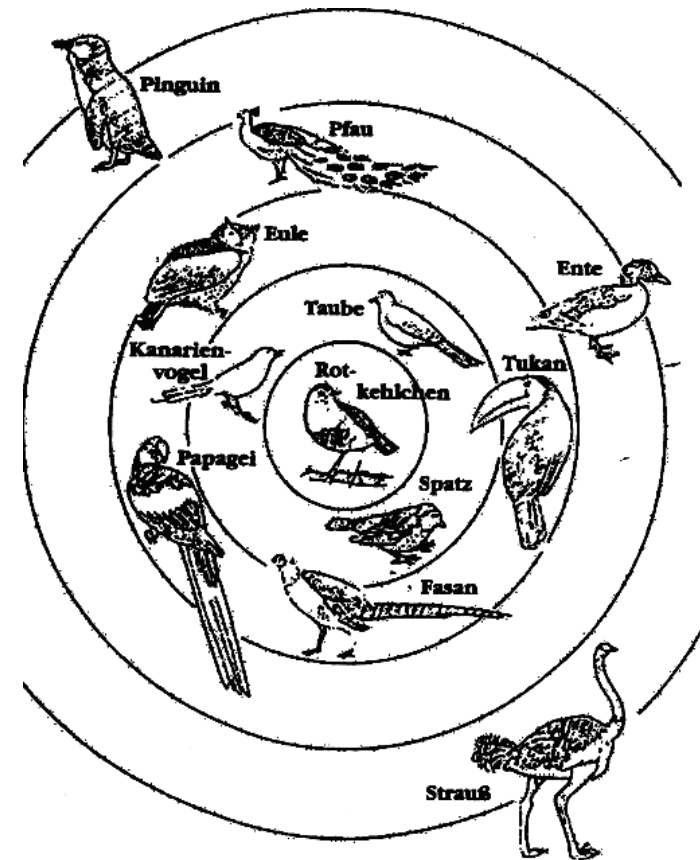 Pinguin
Pfau
Eule
Ente
Taube
Kanarien-
vogel
Tukan
Rot-
kehlchen
Papagei
Spatz
Fasan
Strauß